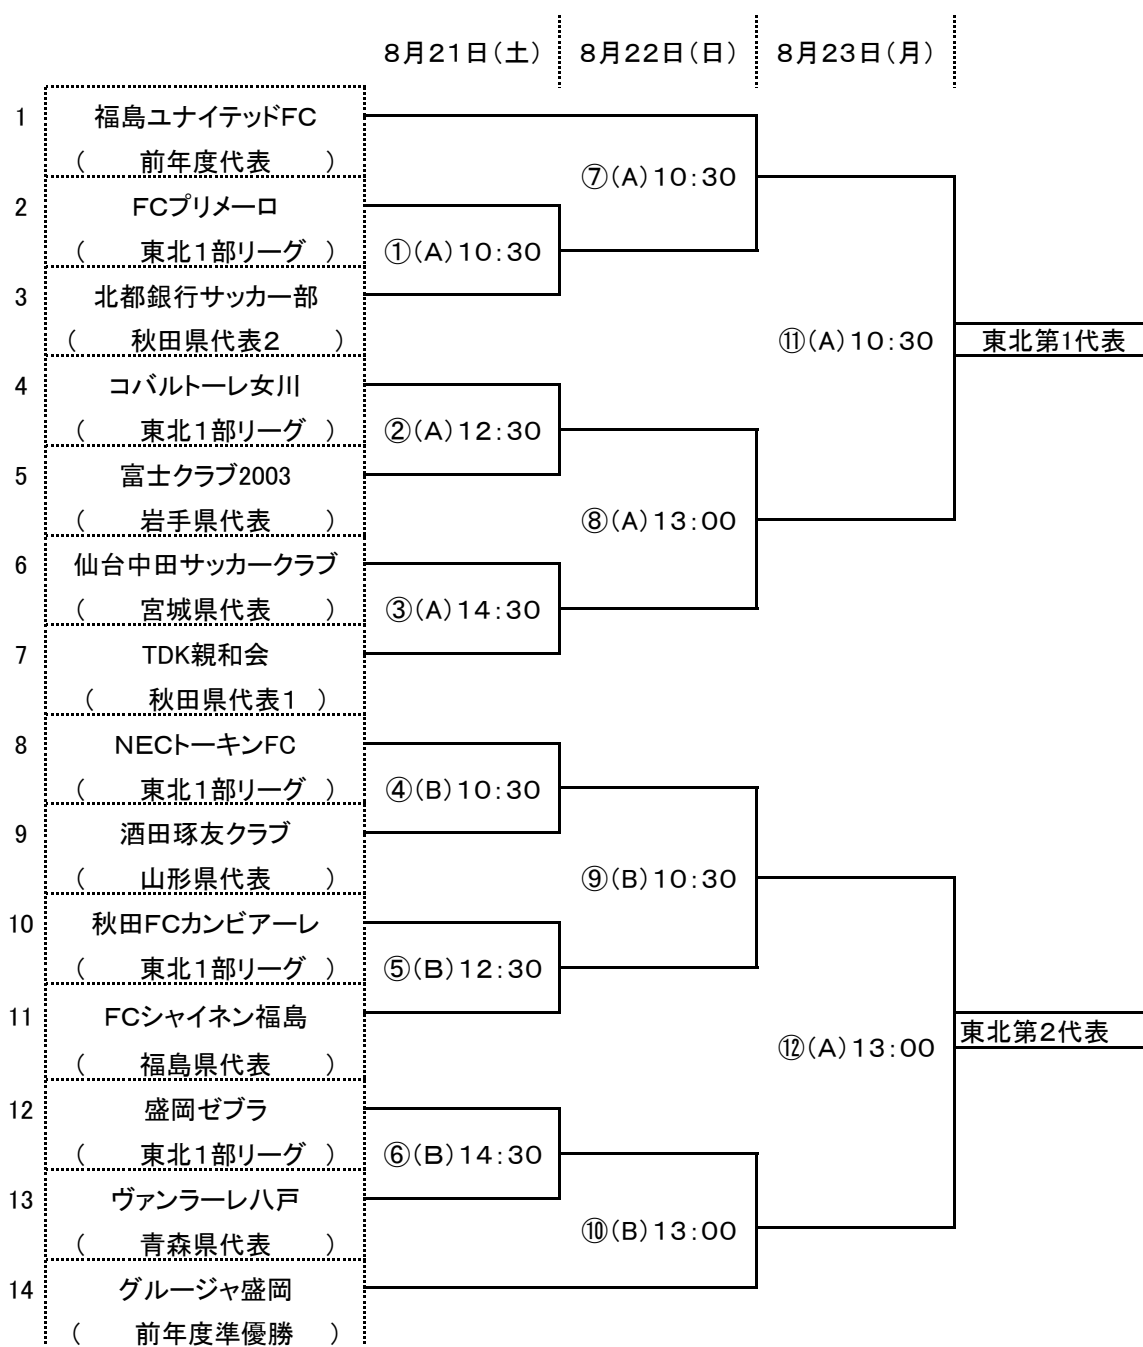 8月21日(土) 8月22日(日) 8月23日(月)
1 福島ユナイテッドFC
( 前年度代表 )
⑦(A)10:30
2 FCプリメーロ
( 東北1部リーグ )
①(A)10:30
3 北都銀行サッカー部
( 秋田県代表2 )
⑪(A)10:30
東北第1代表
4 コバルトーレ女川
( 東北1部リーグ )
②(A)12:30
5 富士クラブ2003
( 岩手県代表 )
⑧(A)13:00
6 仙台中田サッカークラブ
( 宮城県代表 )
③(A)14:30
7 TDK親和会
( 秋田県代表1 )
8 NECトーキンFC
( 東北1部リーグ )
④(B)10:30
9 酒田琢友クラブ
( 山形県代表 )
⑨(B)10:30
10 秋田FCカンビアーレ
( 東北1部リーグ )
⑤(B)12:30
11 FCシャイネン福島
( 福島県代表 )
⑫(A)13:00
東北第2代表
12 盛岡ゼブラ
( 東北1部リーグ )
⑥(B)14:30
13 ヴァンラーレ八戸
( 青森県代表 )
⑩(B)13:00
14 グルージャ盛岡
( 前年度準優勝 )